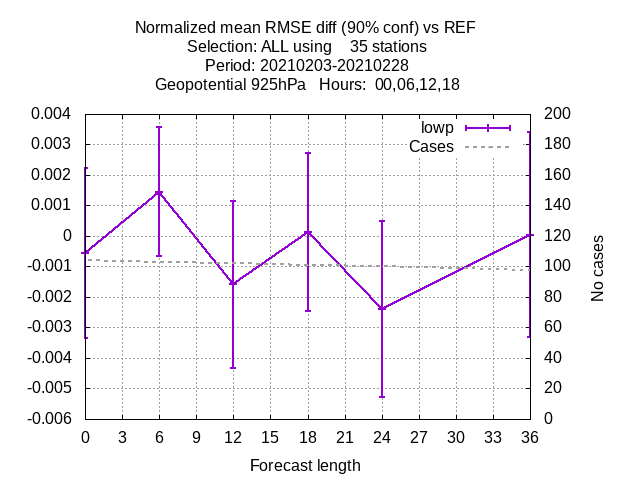 Normalized mean RMSE diff (90% conf) vs REF
Selection: ALL using    35 stations
Period: 20210203-20210228
Geopotential 925hPa   Hours:  00,06,12,18
lowp
Cases
0.004
0.003
0.002
0.001
0
-0.001
-0.002
-0.003
-0.004
-0.005
-0.006
200
180
160
140
120
100
80
60
40
20
0
No cases
0 3 6 9 12 15 18 21 24 27 30 33 36
Forecast length